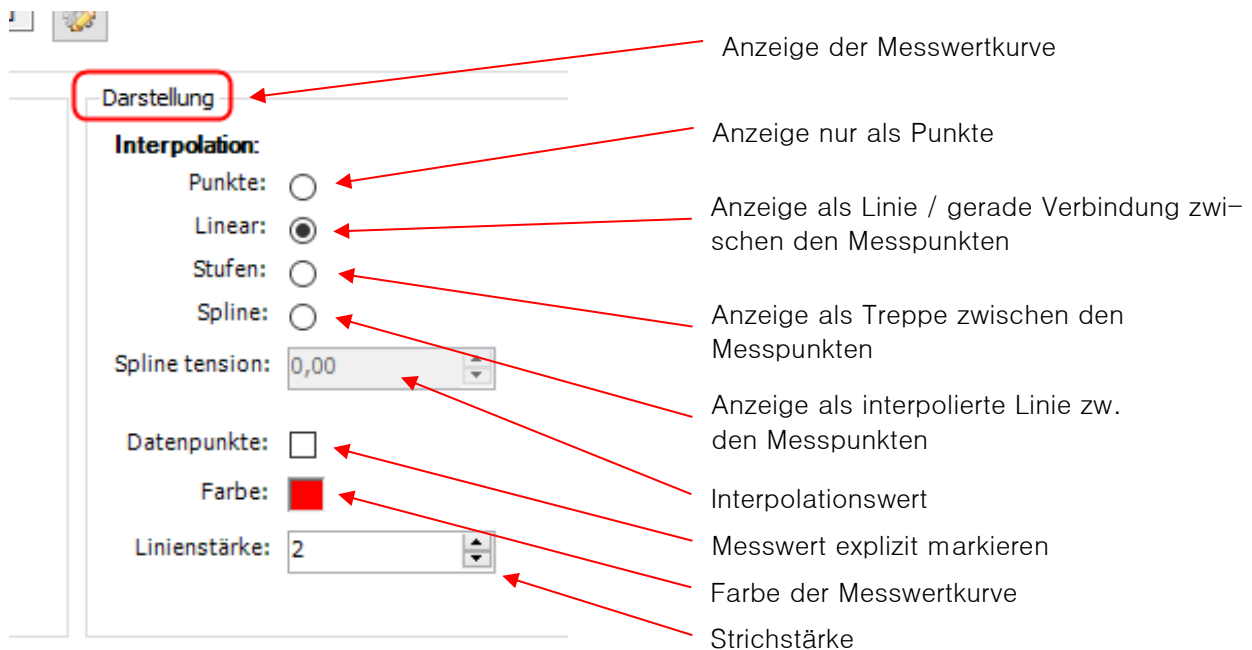 Darstellung
Interpolation:
Punkte:
Linear:
Stufen:
Spline:
Spline tension: 0,00
Datenpunkte:
Farbe:
Linienstärke: 2
Anzeige der Messwertkurve
Anzeige nur als Punkte
Anzeige als Linie / gerade Verbindung zwi-
schen den Messpunkten
Anzeige als Treppe zwischen den
Messpunkten
Anzeige als interpolierte Linie zw.
den Messpunkten
Interpolationswert
Messwert explizit markieren
Farbe der Messwertkurve
Strichstärke